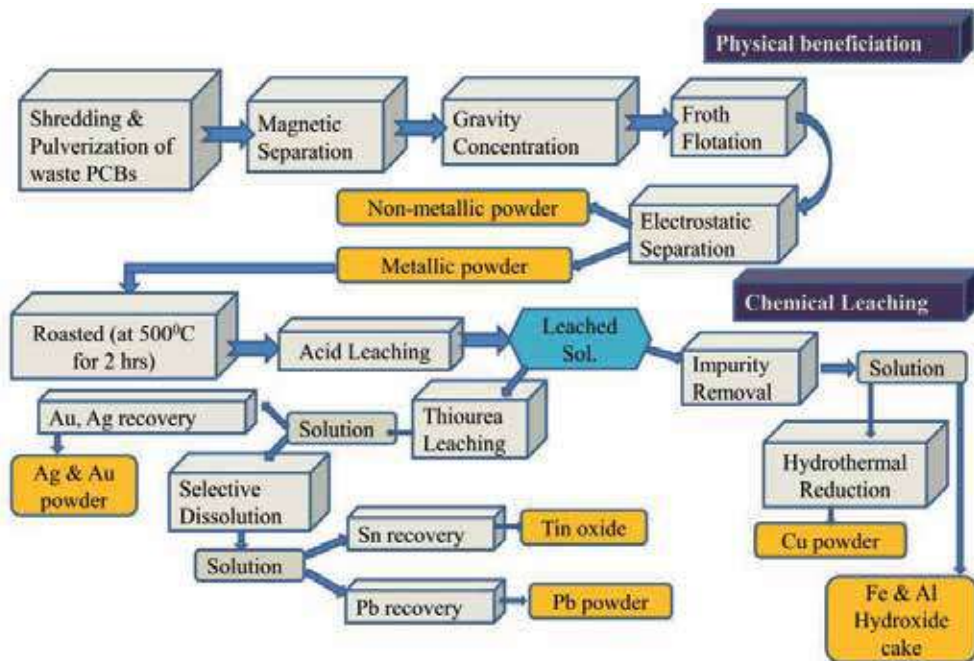 Physical beneficiation
Shredding &
Pulverization of
waste PCBs
Magnetic
Separation
Gravity
Concentration
Froth
Flotation
Non-metallic powder
Electrostatic
Separation
Metallic powder
Chemical Leaching
Roasted (at 500⁰C
for 2 hrs)
Acid Leaching
Leached
Sol.
Impurity
Removal
Solution
Au, Ag recovery
Solution
Thiourea
Leaching
Ag & Au
powder
Selective
Dissolution
Hydrothermal
Reduction
Sn recovery
Tin oxide
Cu powder
Solution
Pb recovery
Pb powder
Fe & Al
Hydroxide
cake